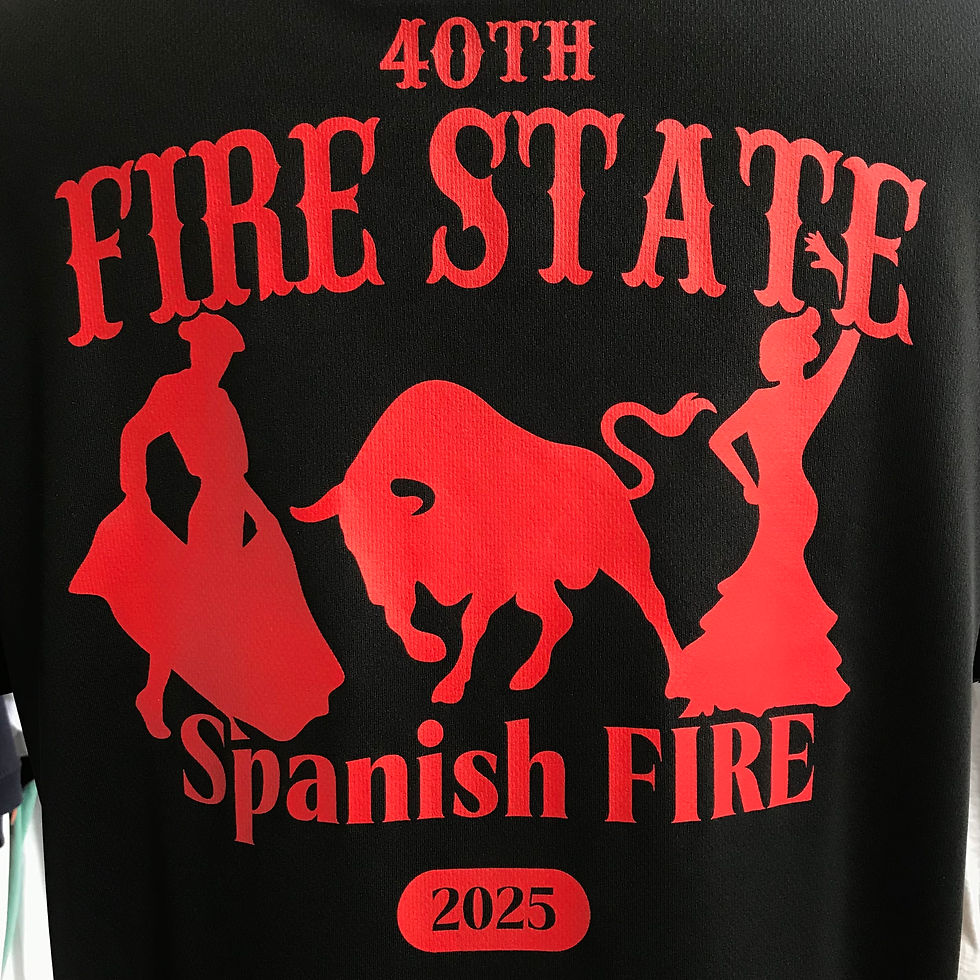 40TH
FIRE STATE
Spanish FIRE
2025